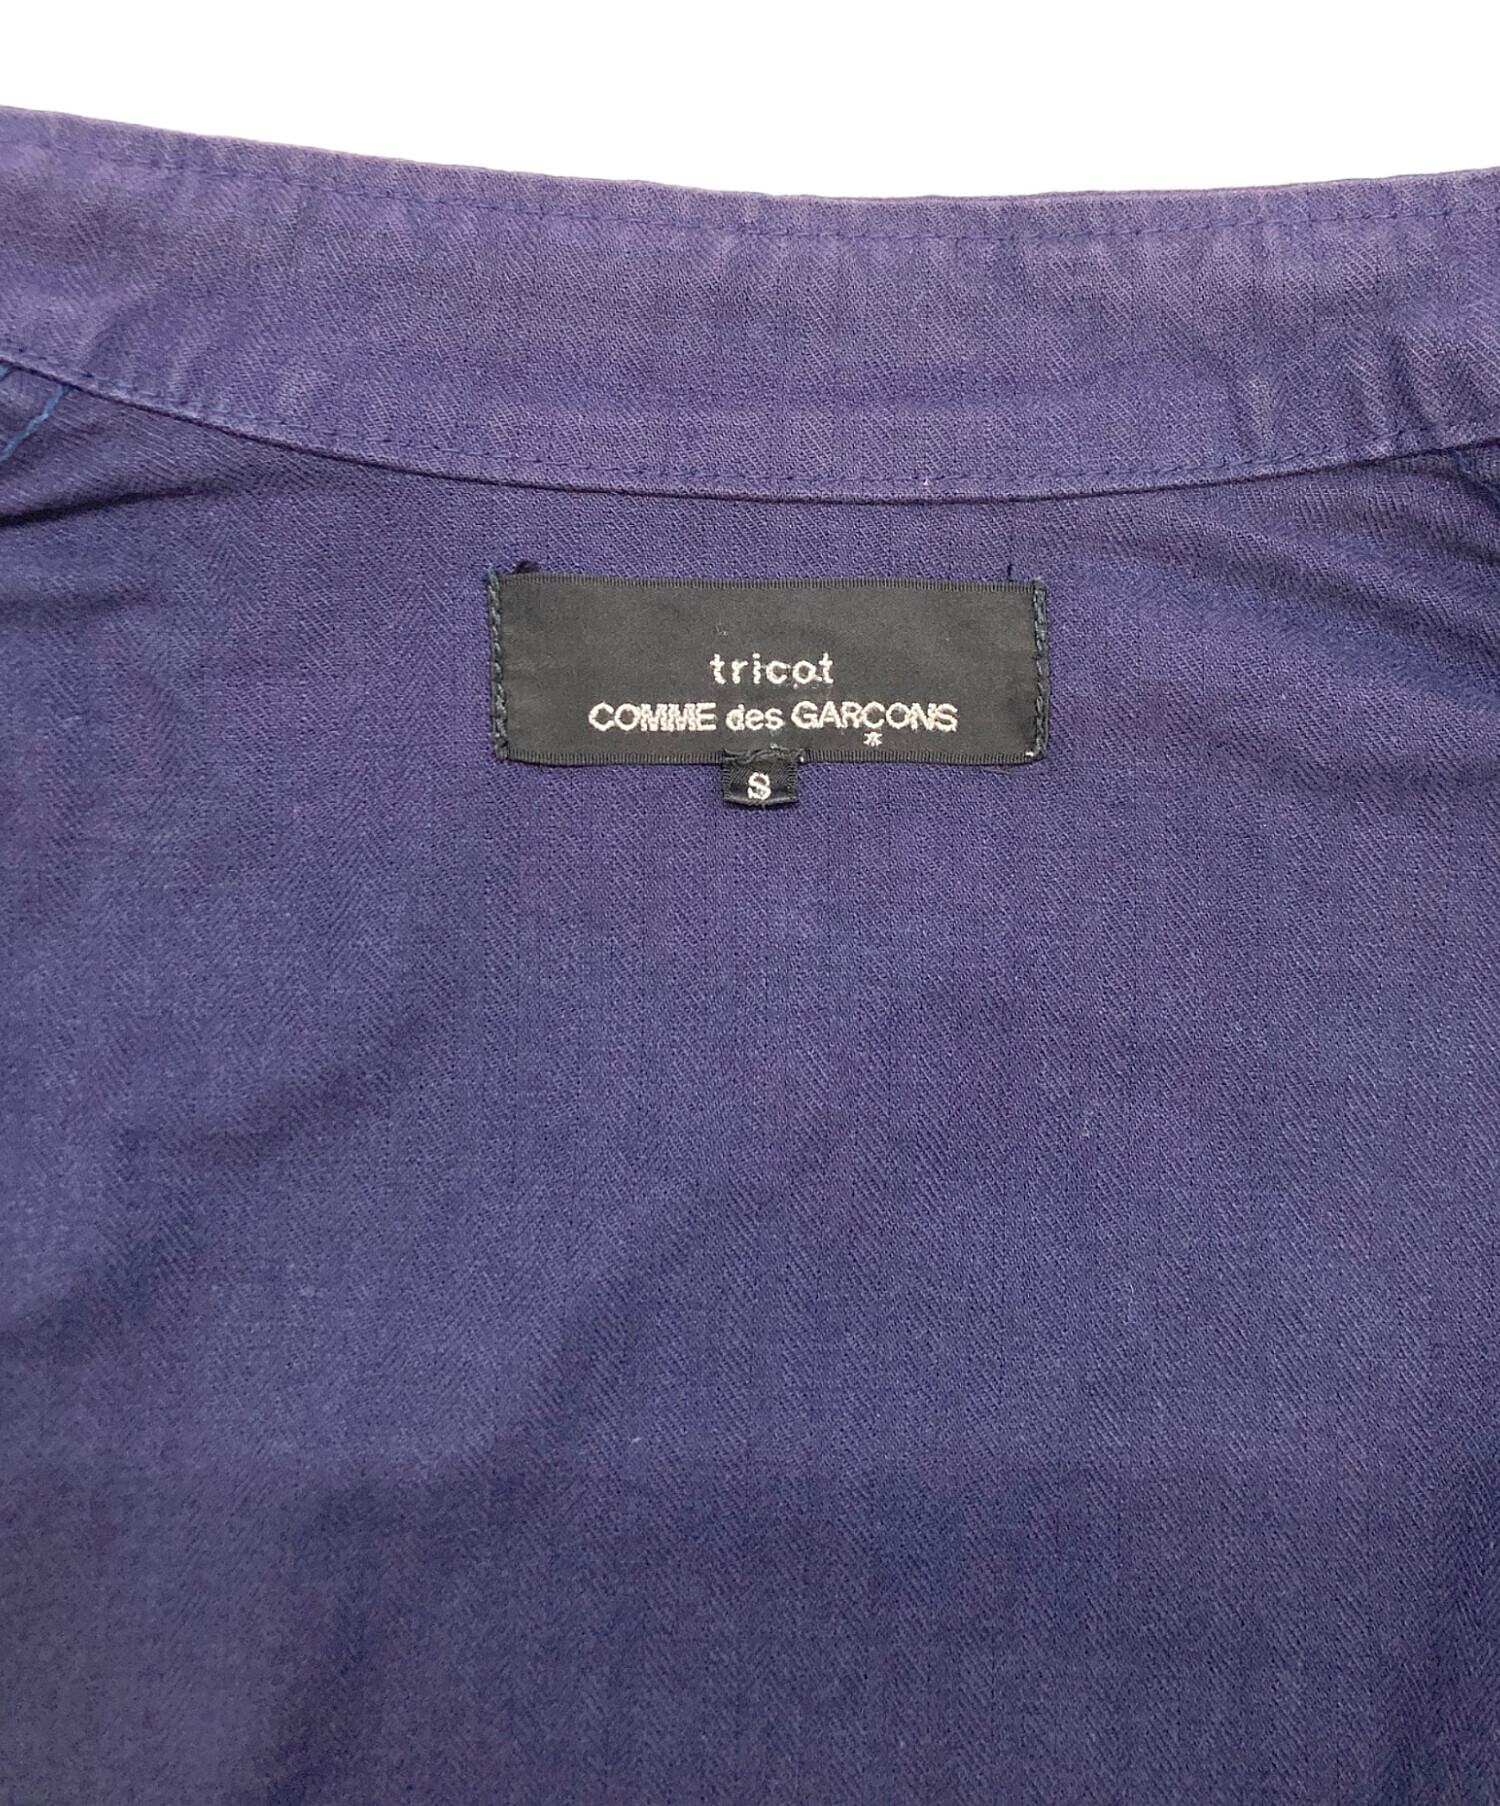 tricot
COMME des GARÇONS
*
S